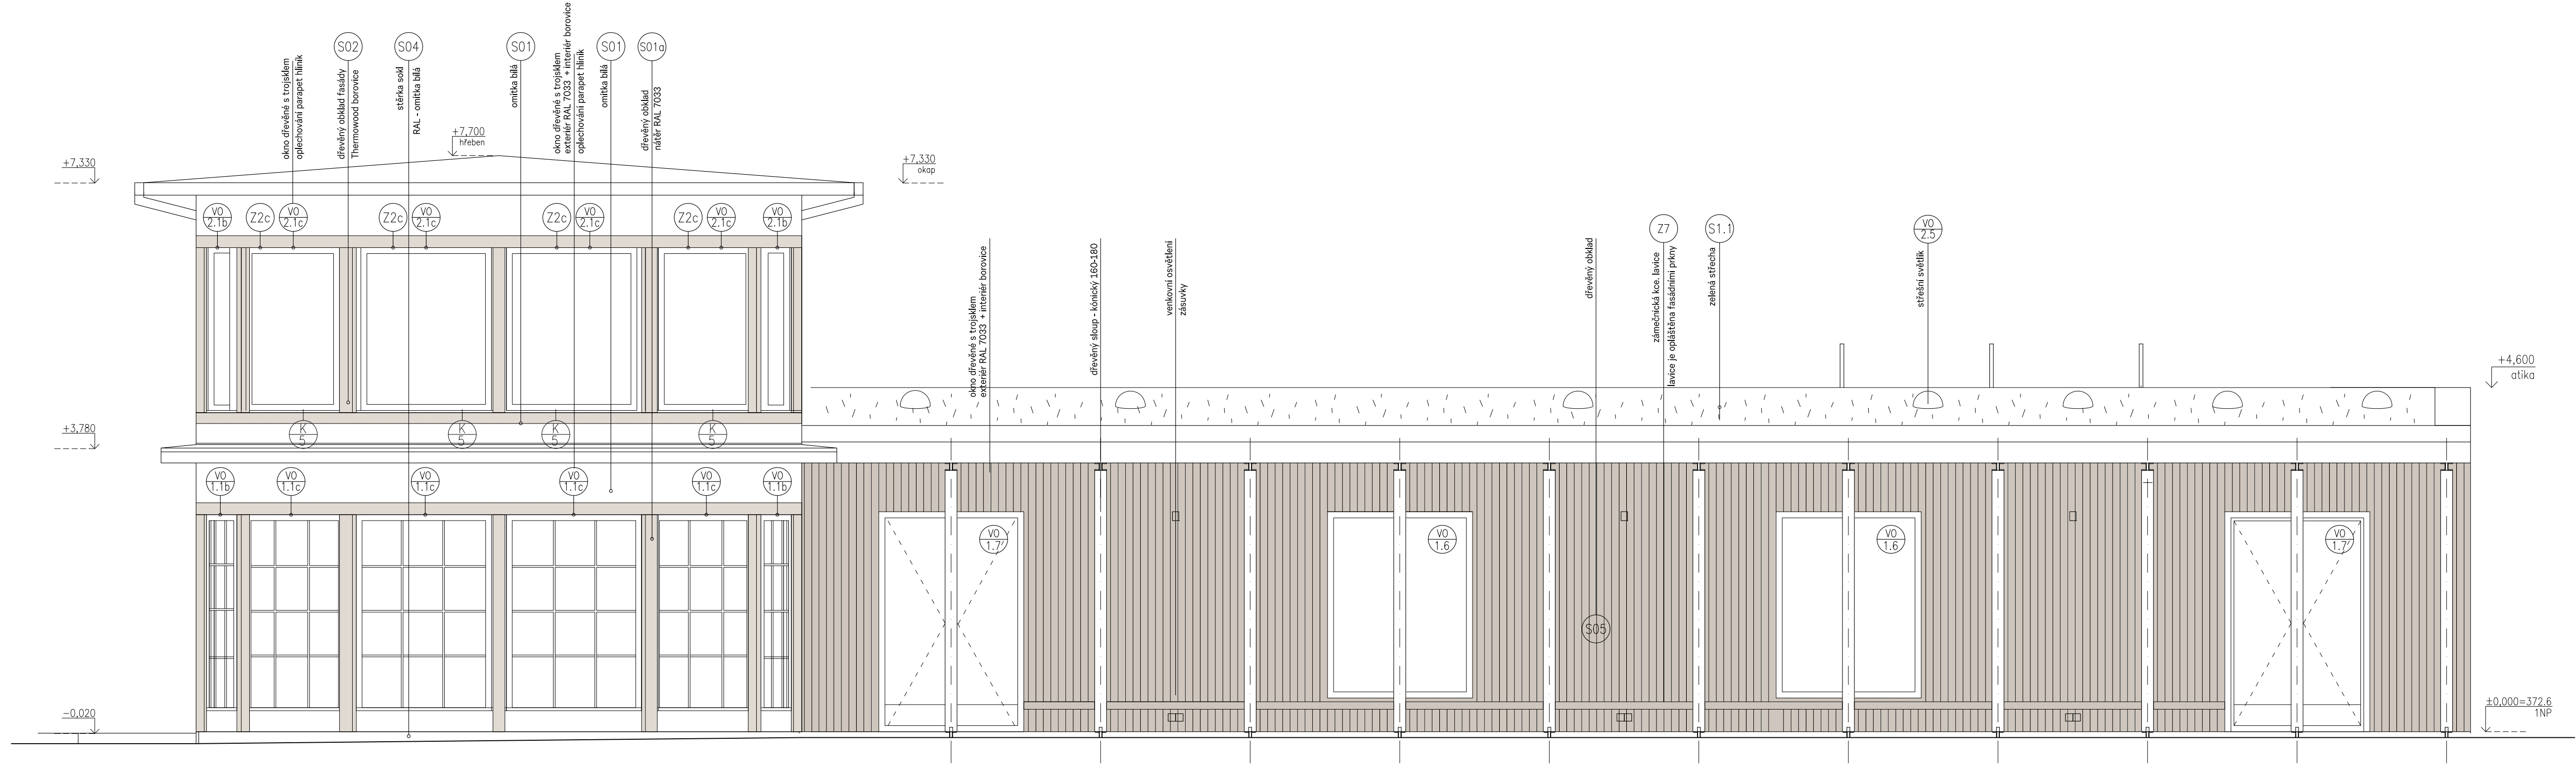 okno dřevěné s trojsklem
oplechování parapet hliník
S02
dřevěný obklad fasády
Thermowood borovice
S04
stěrka sokl
RAL - omítka bílá
S01
omítka bílá
okno dřevěné s trojsklem
exteriér RAL 7033 + interiér borovice
oplechování parapet hliník
S01
omítka bílá
S01a
dřevěný obklad
nátěr RAL 7033
+7,700
hřeben
+7,330
+7,330
okap
VO
2.1b
Z2c
VO
2.1c
Z2c
VO
2.1c
Z2c
VO
2.1c
Z2c
VO
2.1c
VO
2.1b
okno dřevěné s trojsklem
exteriér RAL 7033 + interiér borovice
dřevěný sloup - kónický 160-180
venkovní osvětlení
zásuvky
dřevěný obklad
Z7
zámečnická kce. lavice
lavice je opláštěna fasádními prkny
S1.1
zelená střecha
VO
2.5
střešní světlík
+4,600
atika
+3,780
K
5
K
5
K
5
K
5
VO
1.1b
VO
1.1c
VO
1.1c
VO
1.1c
VO
1.1c
VO
1.1b
VO
1.7'
VO
1.6
S05
VO
1.6
VO
1.7'
-0,020
±0,000=372.6
1NP